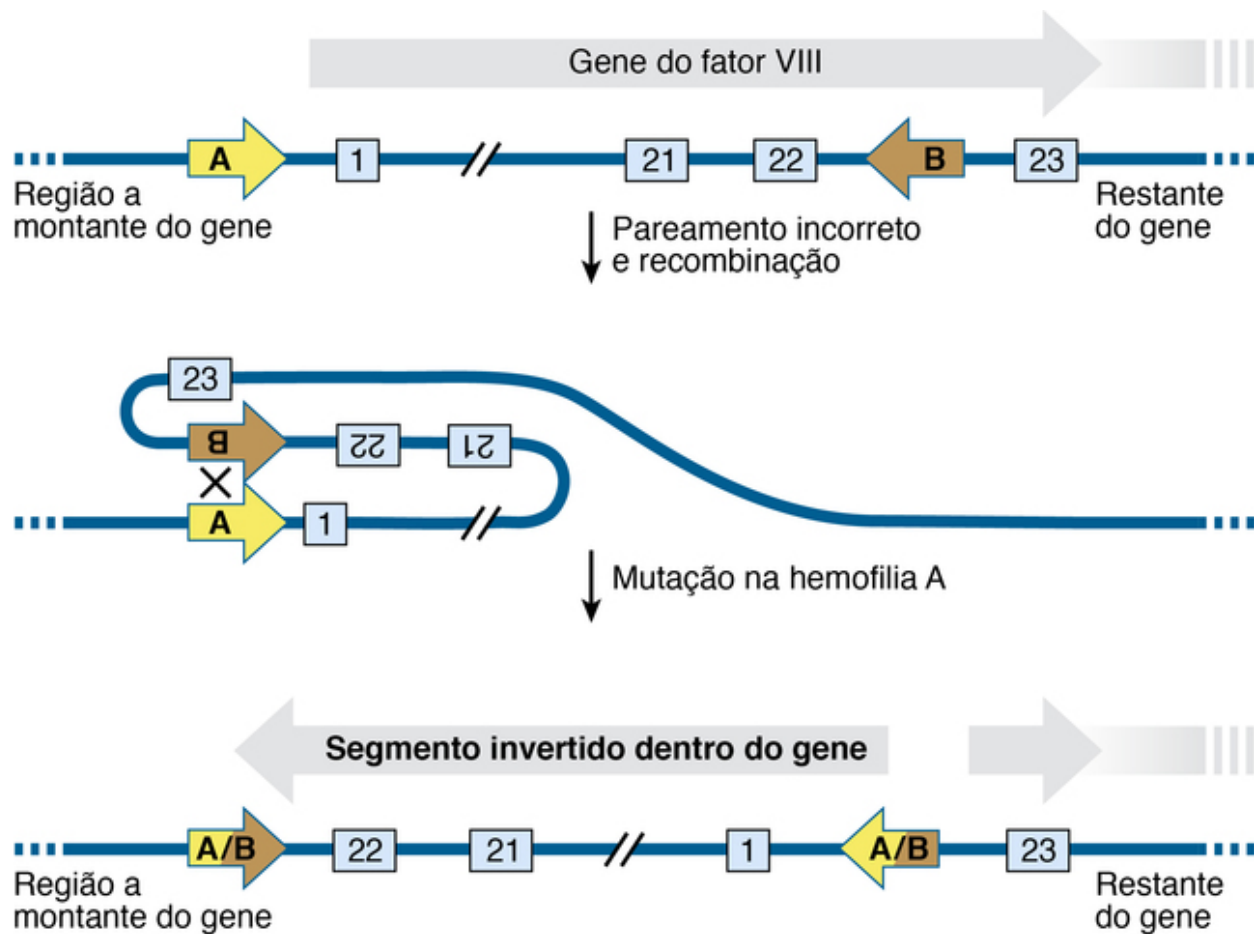 Gene do fator VIII
A 1 21 22 B 23
Região a
montante do gene
Restante
do gene
Pareamento incorreto
e recombinação
23
B 22 21
A 1
Mutação na hemofilia A
Segmento invertido dentro do gene
A/B 22 21 1 A/B 23
Região a
montante do gene
Restante
do gene